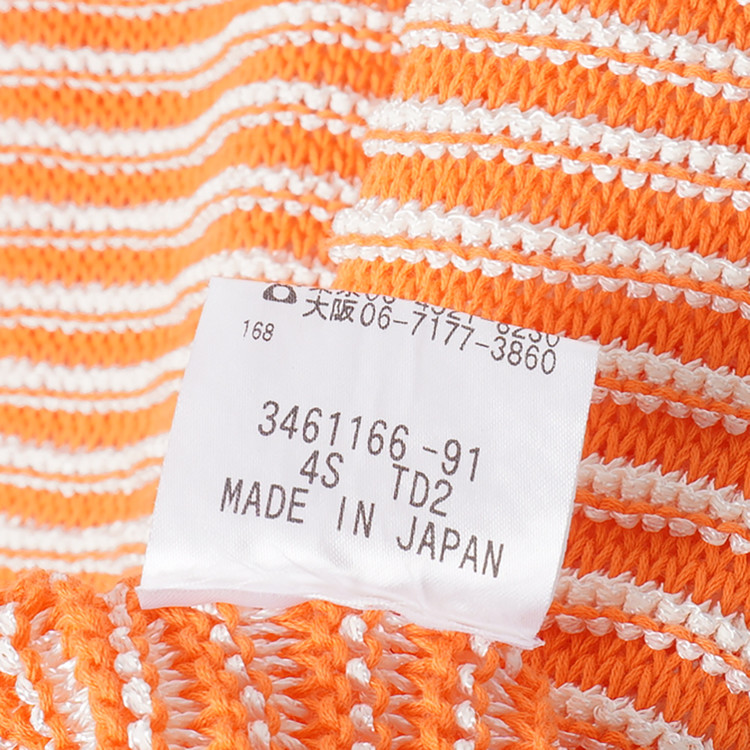 大阪06-7177-3860
168
3461166-91
4S TD2
MADE IN JAPAN